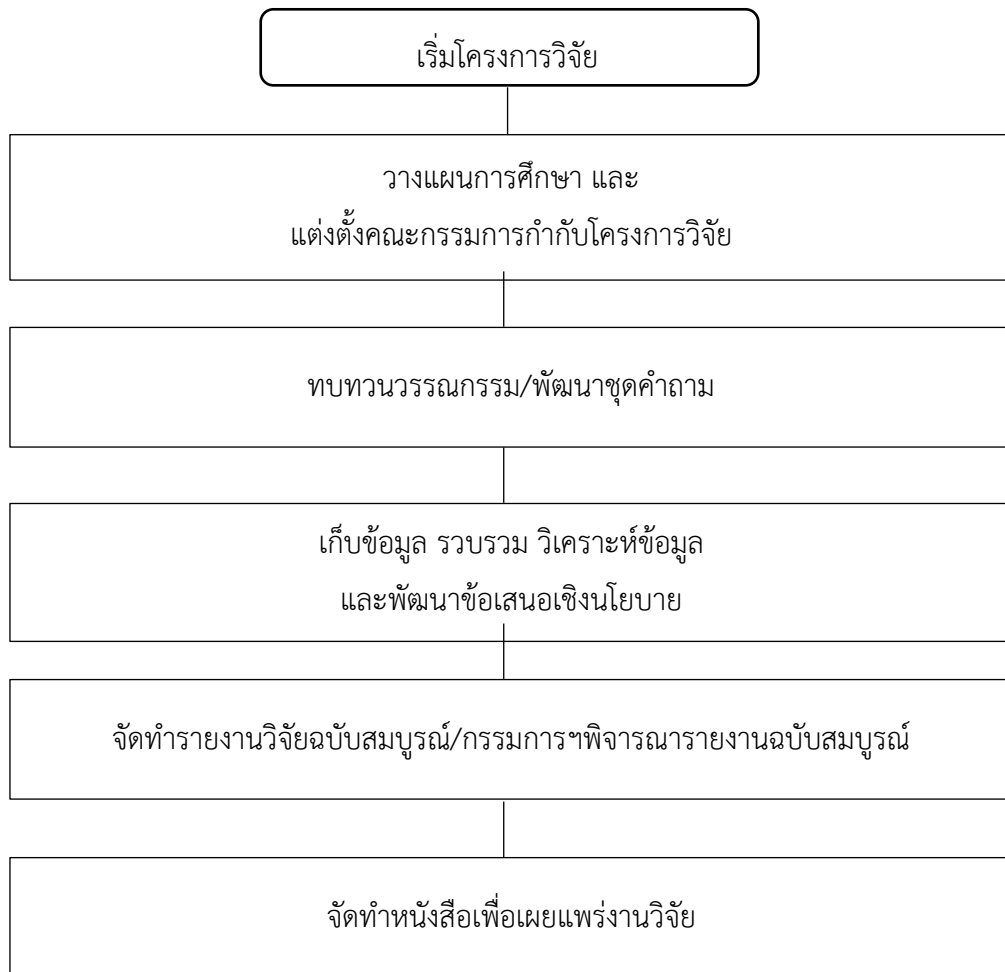 เริ่มโครงการวิจัย
วางแผนการศึกษา และ
แต่งตั้งคณะกรรมการกำกับโครงการวิจัย
ทบทวนวรรณกรรม/พัฒนาชุดคำถาม
เก็บข้อมูล รวบรวม วิเคราะห์ข้อมูล
และพัฒนาข้อเสนอเชิงนโยบาย
จัดทำรายงานวิจัยฉบับสมบูรณ์/กรรมการฯพิจารณารายงานฉบับสมบูรณ์
จัดทำหนังสือเพื่อเผยแพร่งานวิจัย